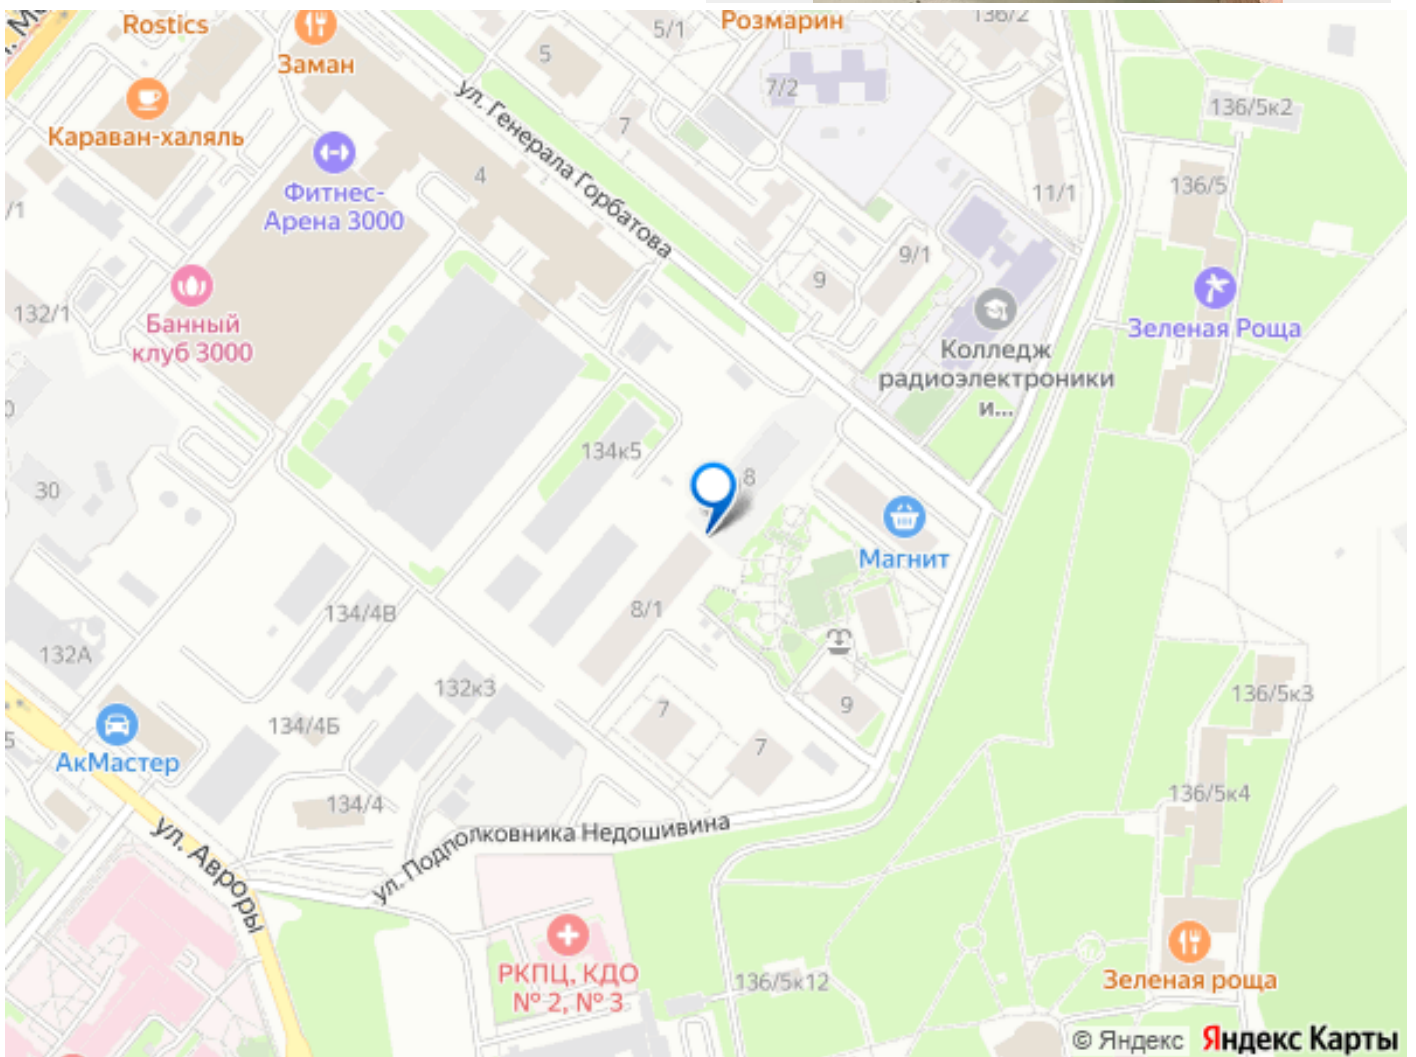 Rostics
Заман
Розмарин
136/2
5/1
5
7/2
Караван-халяль
ул. Генерала Горбатова
7
136/5к2
4
Фитнес-
Арена 3000
11/1
136/5
/1
9/1
9
132/1
Банный
клуб 3000
Зеленая Роща
Колледж
радиоэлектроники
и...
134к5
8
30
Магнит
134/4В
8/1
132А
132к3
7
9
136/5к3
134/4Б
7
АкМастер
134/4
136/5к4
ул. Авроры
ул. Подполковника Недошивина
РКПЦ, КДО
№ 2, № 3
136/5к12
Зеленая роща
© Яндекс Яндекс Карты